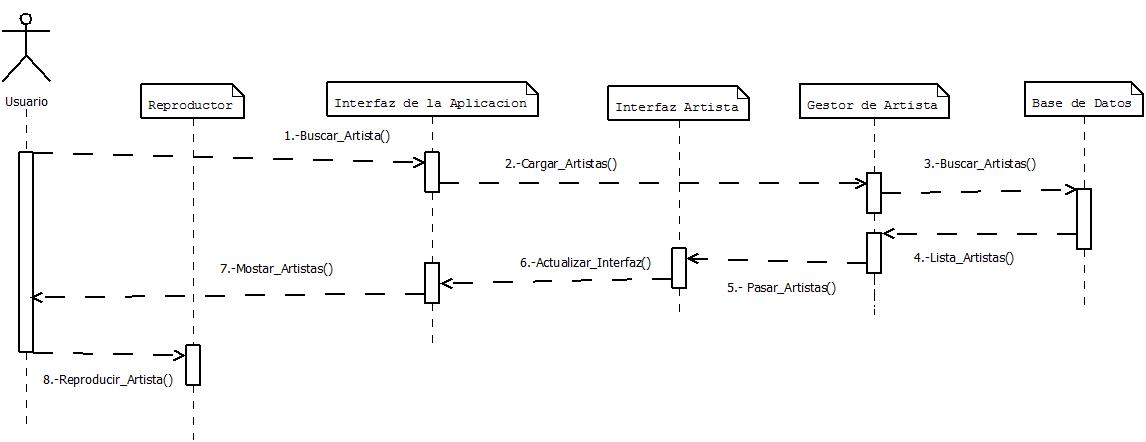 Usuario
Reproductor
Interfaz de la Aplicacion
Interfaz Artista
Gestor de Artista
Base de Datos
1.-Buscar_Artista()
2.-Cargar_Artistas()
3.-Buscar_Artistas()
4.-Lista_Artistas()
5.- Pasar_Artistas()
6.-Actualizar_Interfaz()
7.-Mostar_Artistas()
8.-Reproducir_Artista()